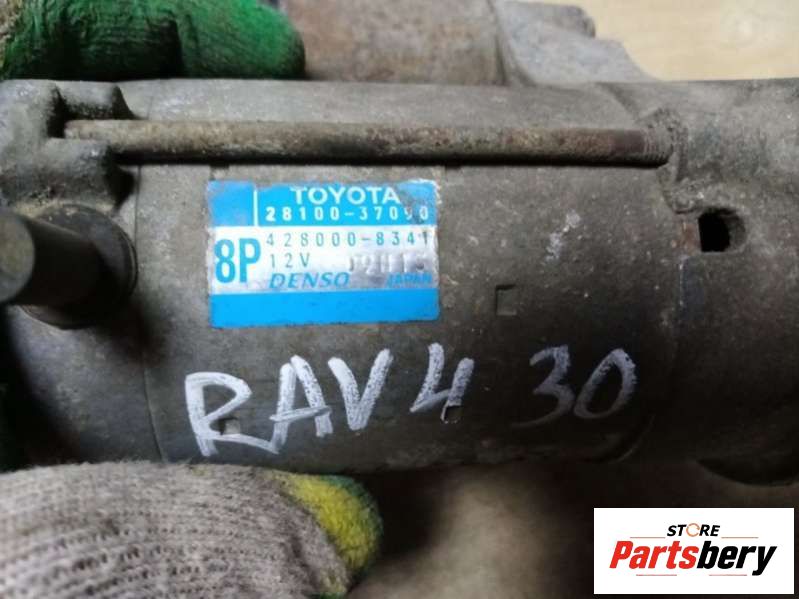 TOYOTA
28100-37090
8P
428000-8341
12V
DENSO JAPAN
RAV4 30
STORE
Partsbery